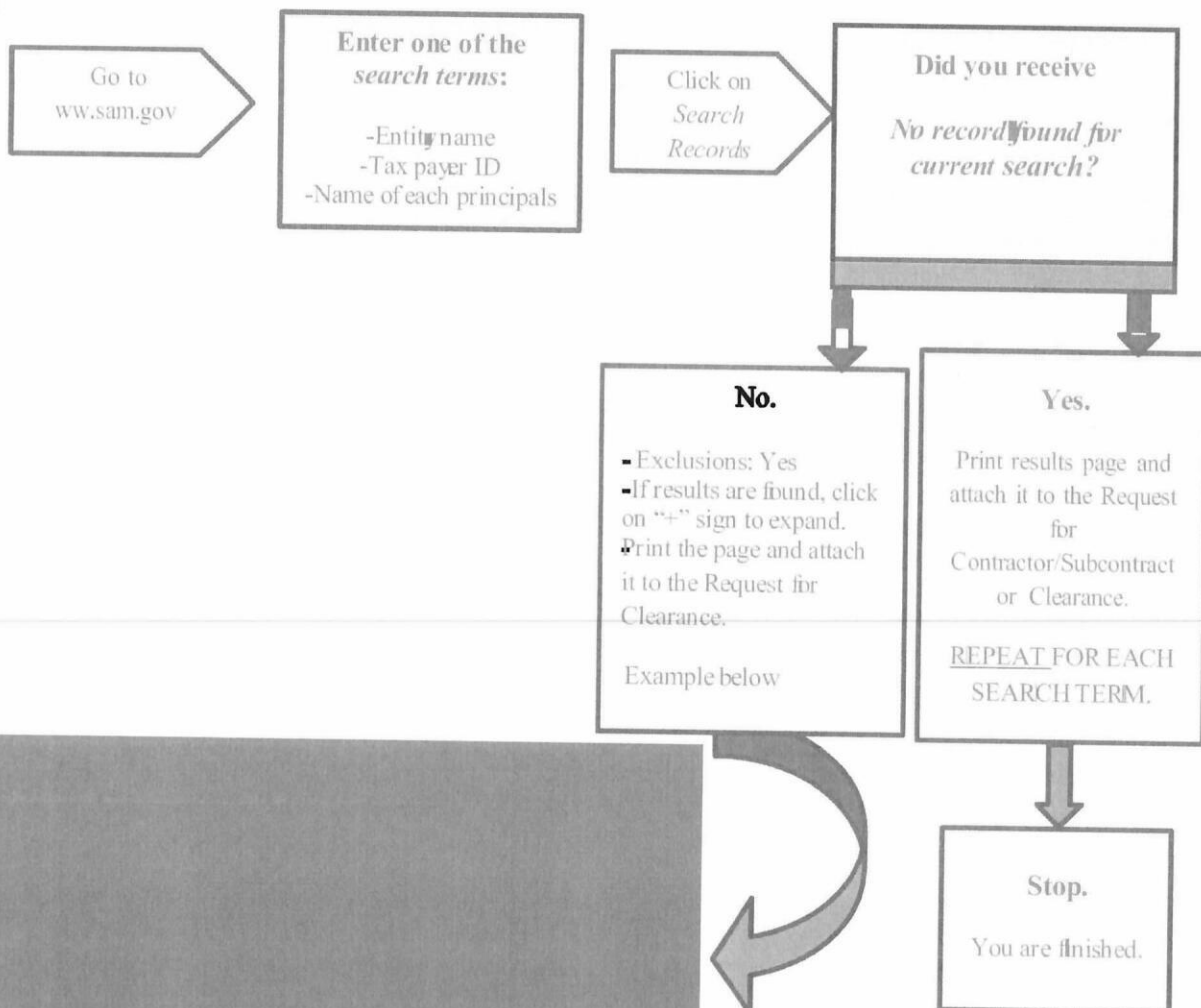 Go to
ww.sam.gov
Enter one of the
search terms:
-Entity name
-Tax payer ID
-Name of each principals
Click on
Search
Records
Did you receive
No record found for
current search?
No.
-Exclusions: Yes
-If results are found, click
on “+” sign to expand.
-Print the page and attach
it to the Request for
Clearance.
Example below
Yes.
Print results page and
attach it to the Request
for
Contractor/Subcontract
or Clearance.
REPEAT FOR EACH
SEARCH TERM.
Stop.
You are finished.